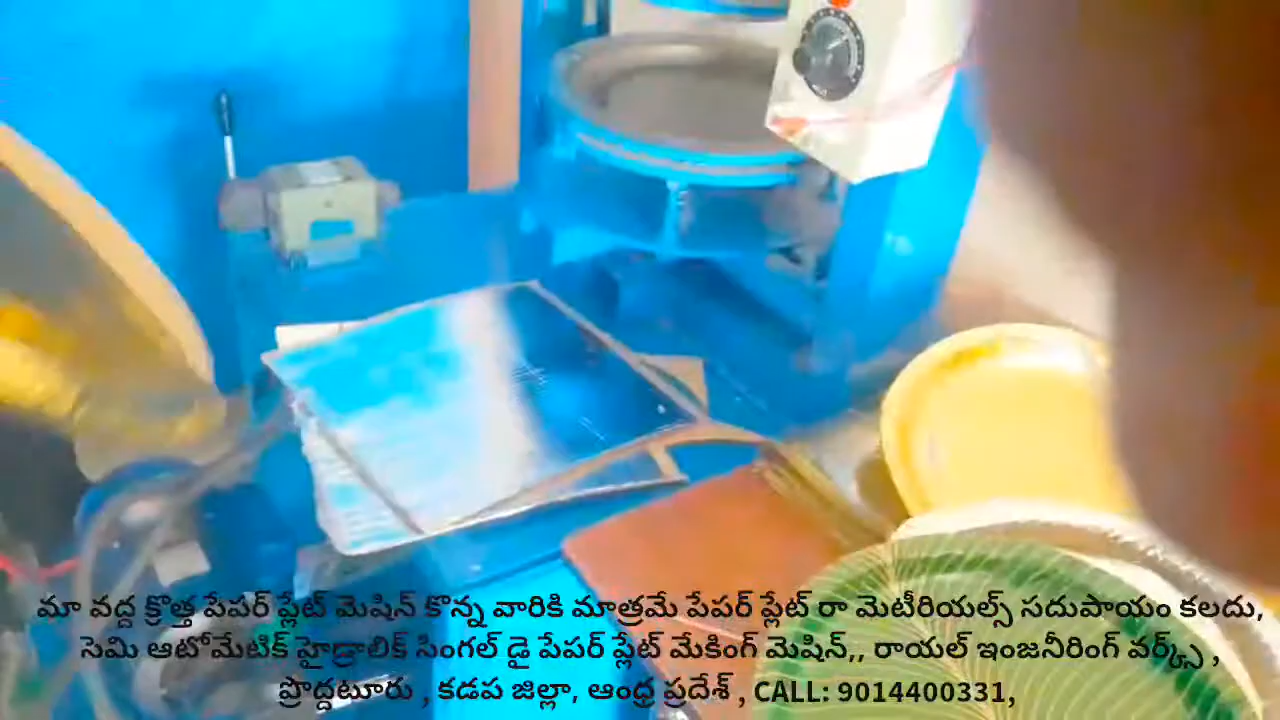 మా వద్ద క్రొత్త పేపర్ ప్లేట్ మెషిన్ కొన్న వారికి మాత్రమే పేపర్ ప్లేట్ రా మెటీరియల్స్ సదుపాయం కలదు,
సెమి ఆటోమేటిక్ హైడ్రాలిక్ సింగల్ డై పేపర్ ప్లేట్ మేకింగ్ మెషిన్,, రాయల్ ఇంజనీరింగ్ వర్క్స్ ,
ప్రొద్దటూరు , కడప జిల్లా, ఆంధ్ర ప్రదేశ్ , CALL: 9014400331,